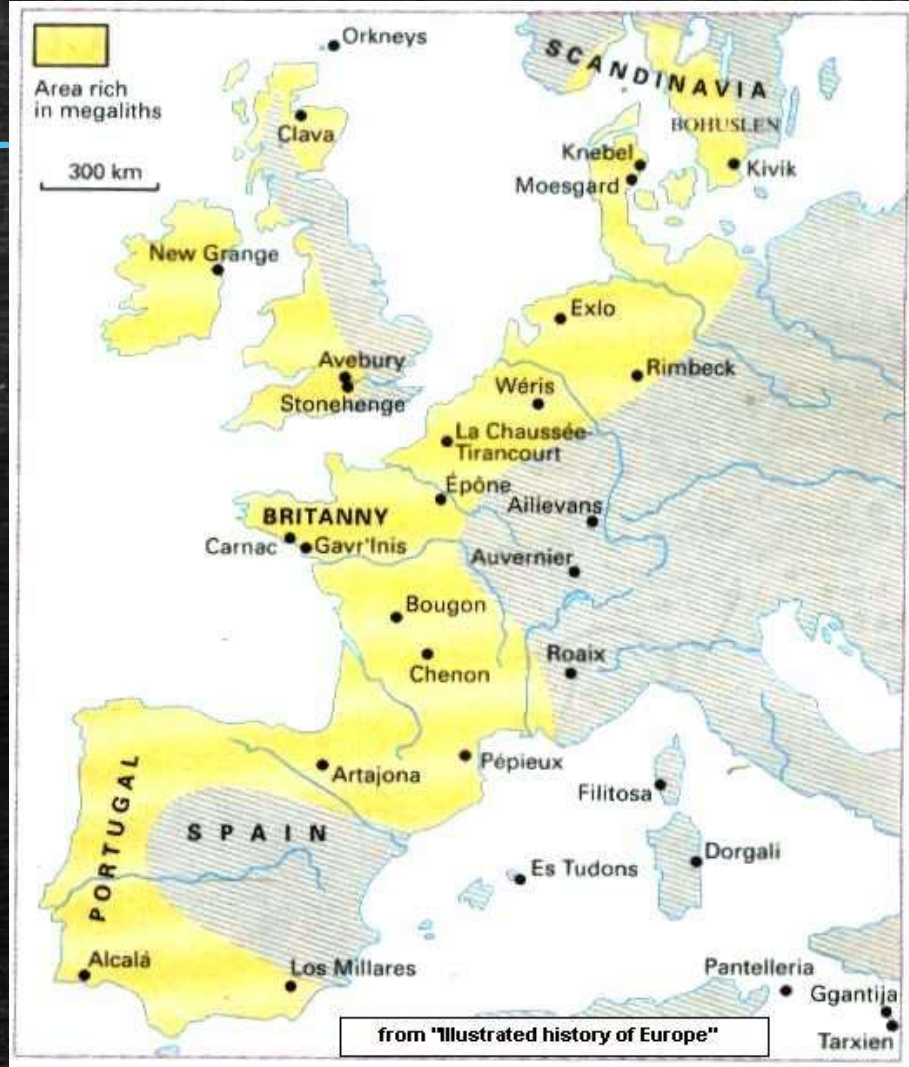 Orkneys
Area rich
in megaliths
300 km
SCANDINAVIA
BOHUSLEN
Clava
Knebel
Moesgard
Kivik
New Grange
Exlo
Avebury
Stonehenge
Rimbeck
Wéris
La Chaussée-
Tirancourt
Épône
Ailievans
BRITANNY
Carnac
Gavr'Inis
Auvernier
Bougon
Chenon
Roaix
Artajona
Pépieux
Filitosa
PORTUGAL
SPAIN
Es Tudons
Dorgali
Alcalá
Los Millares
Pantelleria
Ggantija
Tarxien
from "Illustrated history of Europe"